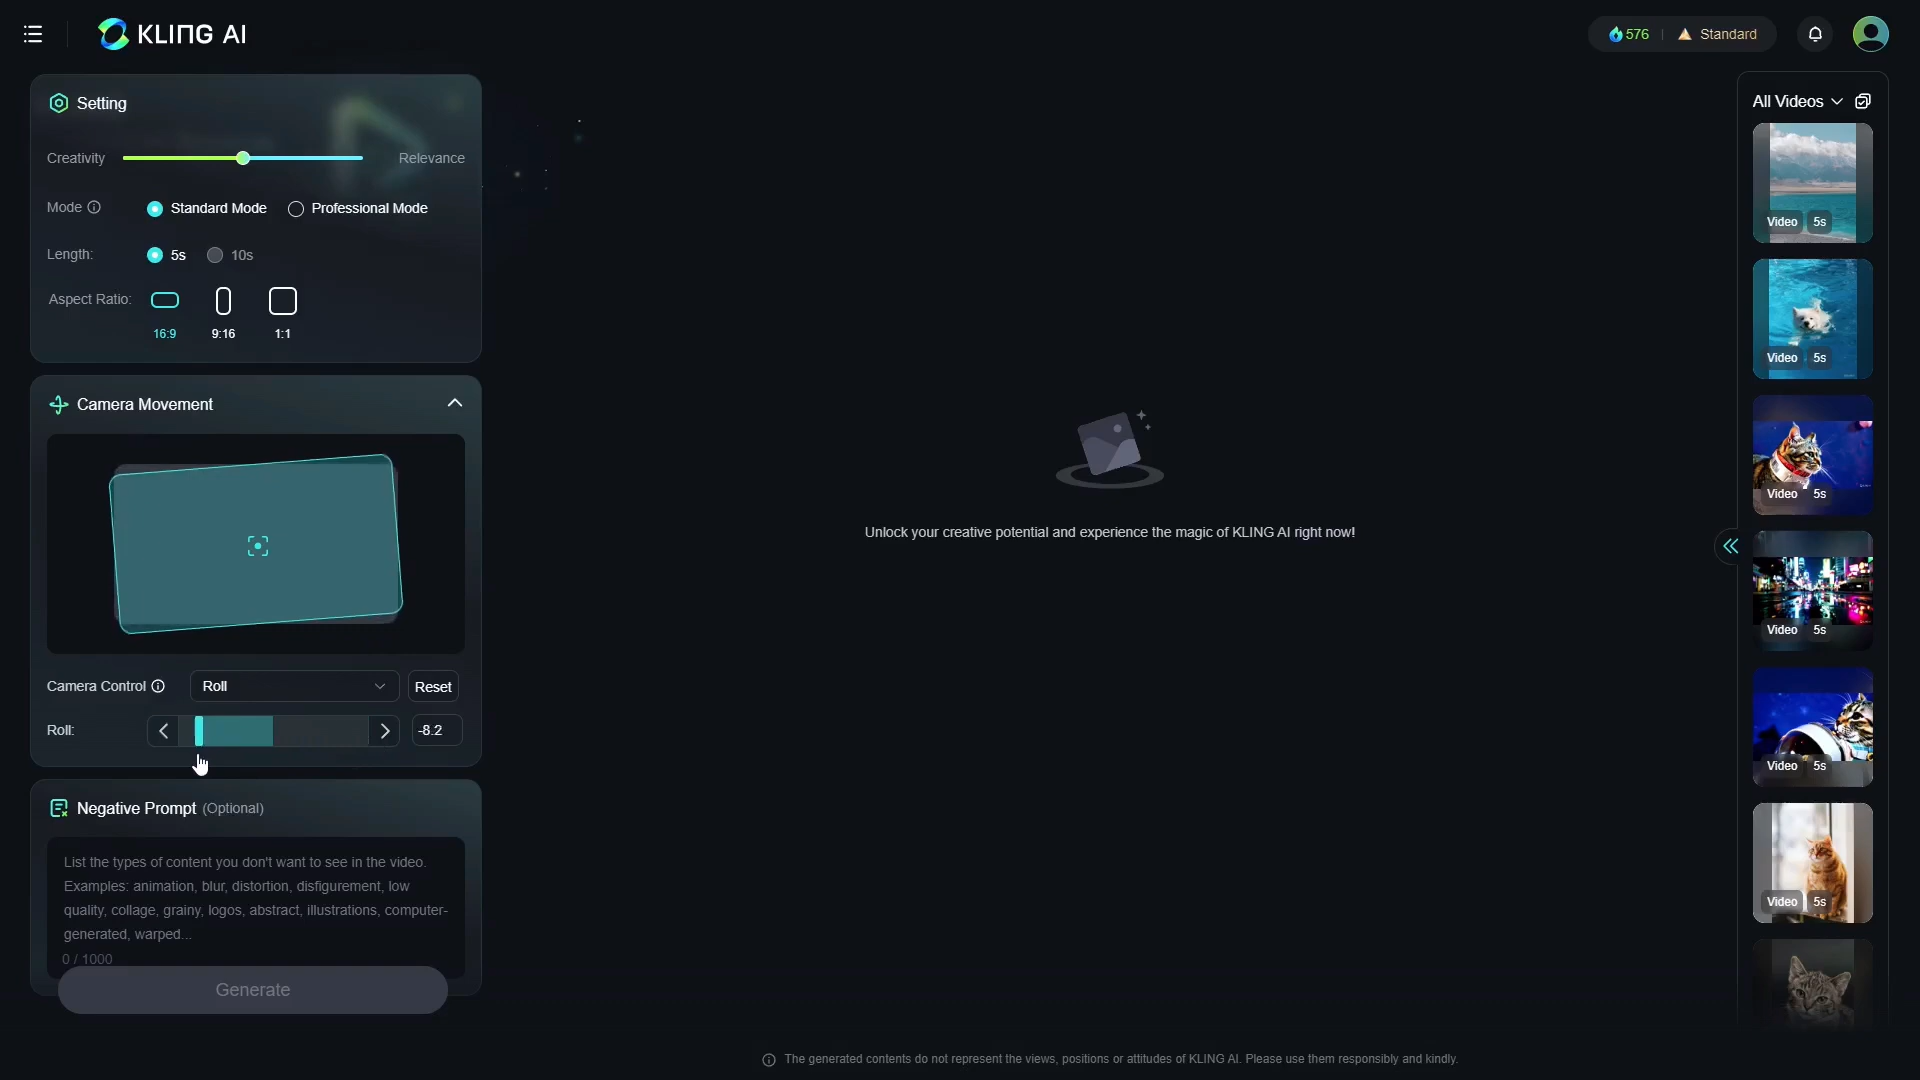 KLING AI
576
Standard
Setting
Creativity
Relevance
Mode
Standard Mode
Professional Mode
Length:
5s
10s
Aspect Ratio:
16:9
9:16
1:1
Camera Movement
Camera Control
Roll
Reset
Roll:
-8.2
Negative Prompt (Optional)
List the types of content you don't want to see in the video.
Examples: animation, blur, distortion, disfigurement, low
quality, collage, grainy, logos, abstract, illustrations, computer-
generated, warped...
0 / 1000
Generate
Unlock your creative potential and experience the magic of KLING AI right now!
All Videos
Video 5s
Video 5s
Video 5s
Video 5s
Video 5s
Video 5s
The generated contents do not represent the views, positions or attitudes of KLING AI. Please use them responsibly and kindly.